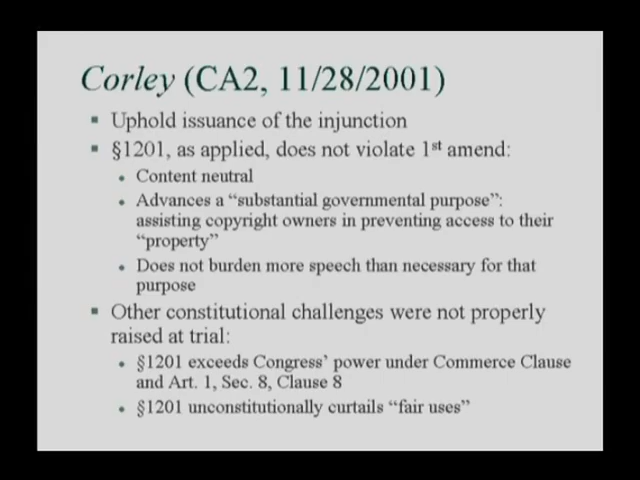 Corley (CA2, 11/28/2001)
▪ Uphold issuance of the injunction
▪ §1201, as applied, does not violate 1st amend:
• Content neutral
• Advances a “substantial governmental purpose”:
assisting copyright owners in preventing access to their
“property”
• Does not burden more speech than necessary for that
purpose
▪ Other constitutional challenges were not properly
raised at trial:
• §1201 exceeds Congress’ power under Commerce Clause
and Art. 1, Sec. 8, Clause 8
• §1201 unconstitutionally curtails “fair uses”